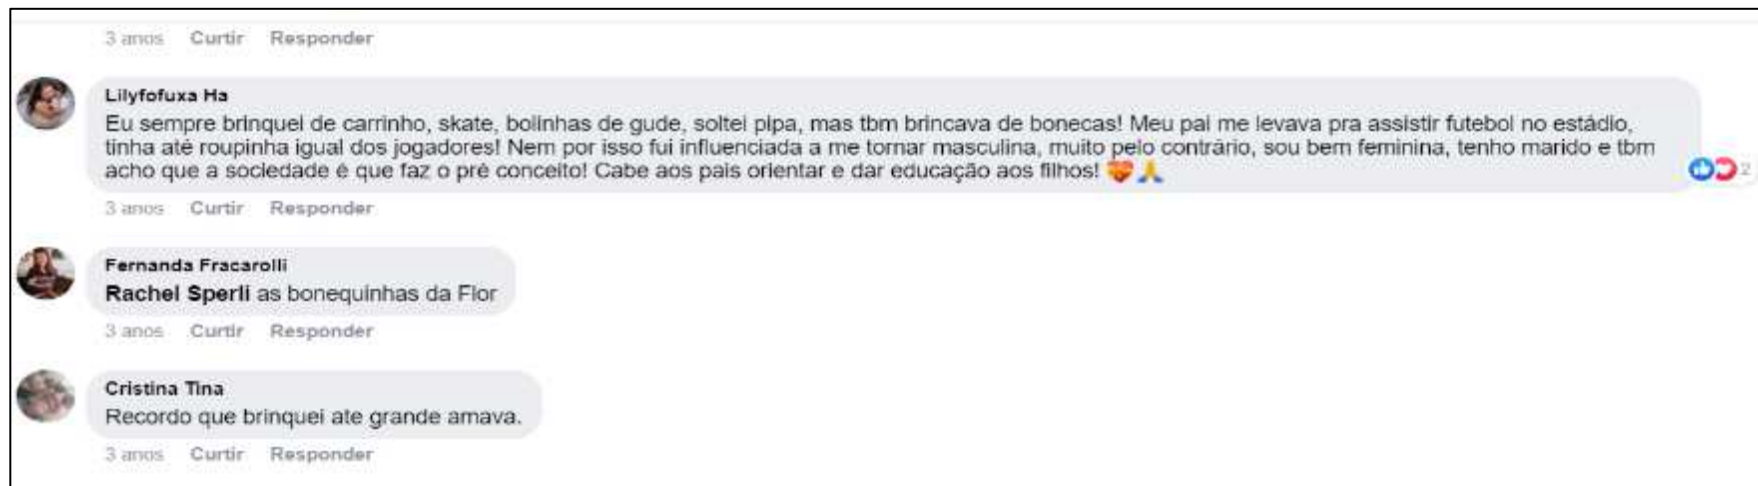 3 anos Curtir Responder
Lilyfofuxa Ha
Eu sempre brinquei de carrinho, skate, bolinhas de gude, soltei pipa, mas tbm brincava de bonecas! Meu pai me levava pra assistir futebol no estádio,
tinha até roupinha igual dos jogadores! Nem por isso fui influenciada a me tornar masculina, muito pelo contrário, sou bem feminina, tenho marido e tbm
acho que a sociedade é que faz o pré conceito! Cabe aos pais orientar e dar educação aos filhos! 💝🙏
2
3 anos Curtir Responder
Fernanda Fracarolli
Rachel Sperli as bonequinhas da Flor
3 anos Curtir Responder
Cristina Tina
Recordo que brinquei ate grande amava.
3 anos Curtir Responder